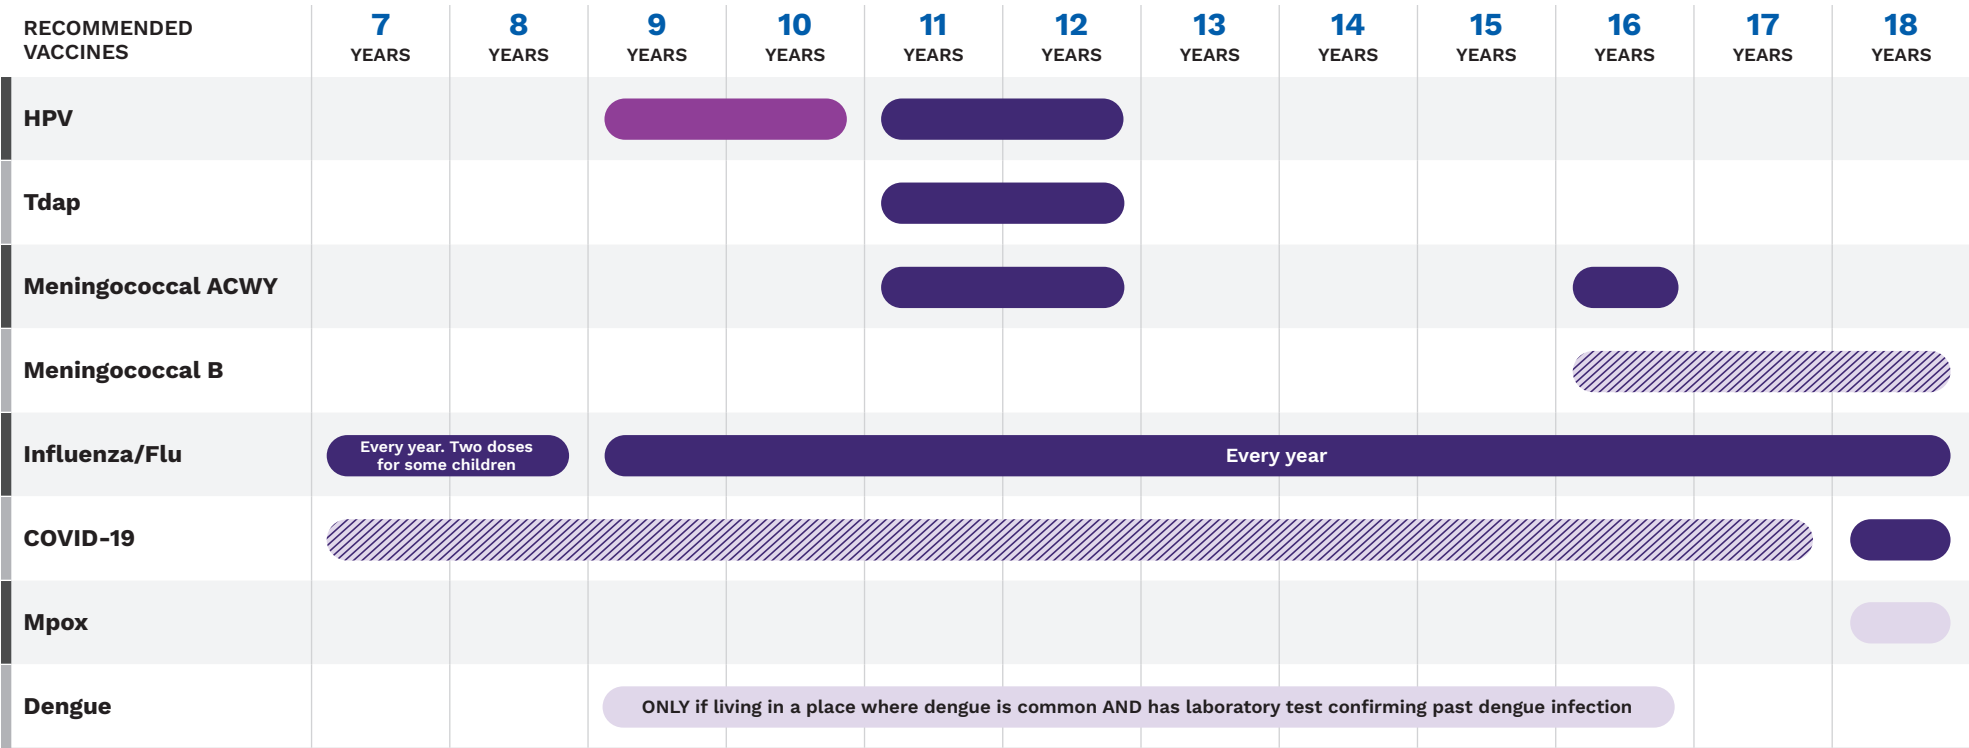 RECOMMENDED
VACCINES
7
YEARS
8
YEARS
9
YEARS
10
YEARS
11
YEARS
12
YEARS
13
YEARS
14
YEARS
15
YEARS
16
YEARS
17
YEARS
18
YEARS
HPV
Tdap
Meningococcal ACWY
Meningococcal B
Influenza/Flu
Every year. Two doses
for some children
Every year
COVID-19
Mpox
Dengue
ONLY if living in a place where dengue is common AND has laboratory test confirming past dengue infection